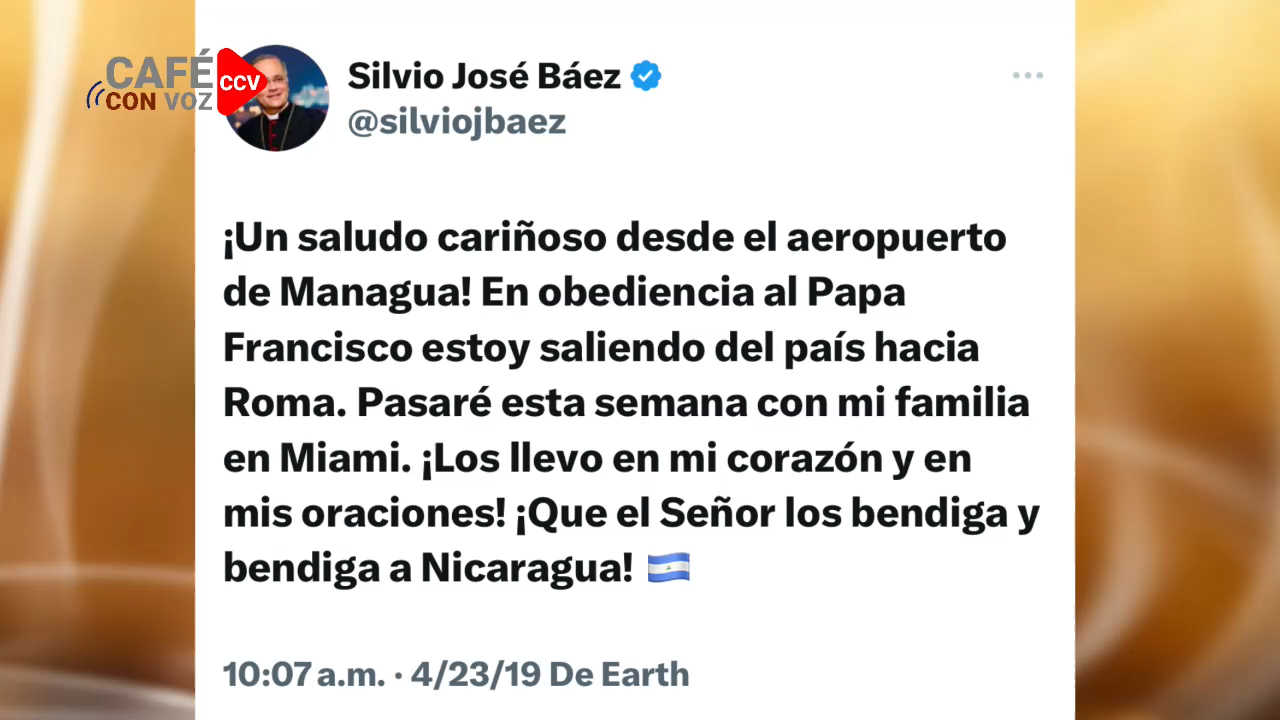 CAFÉ
CON VOZ
CCV
Silvio José Báez
@silviojbaez
¡Un saludo cariñoso desde el aeropuerto
de Managua! En obediencia al Papa
Francisco estoy saliendo del país hacia
Roma. Pasaré esta semana con mi familia
en Miami. ¡Los llevo en mi corazón y en
mis oraciones! ¡Que el Señor los bendiga y
bendiga a Nicaragua! 🇳🇮
10:07 a.m. · 4/23/19 De Earth